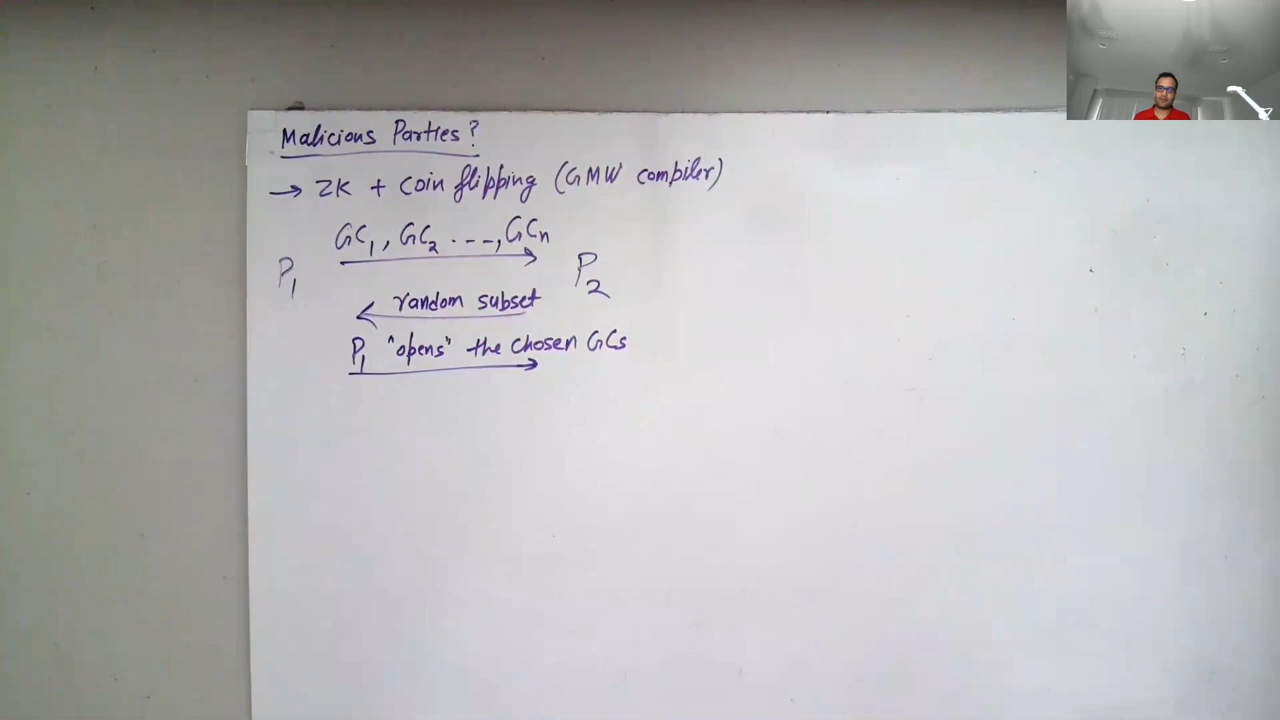 Malicious Parties?
→ ZK + coin flipping (GMW compiler)
GC₁, GC₂ ---, GCn
P₁ P₂
random subset
P₁ "opens" the chosen GCs